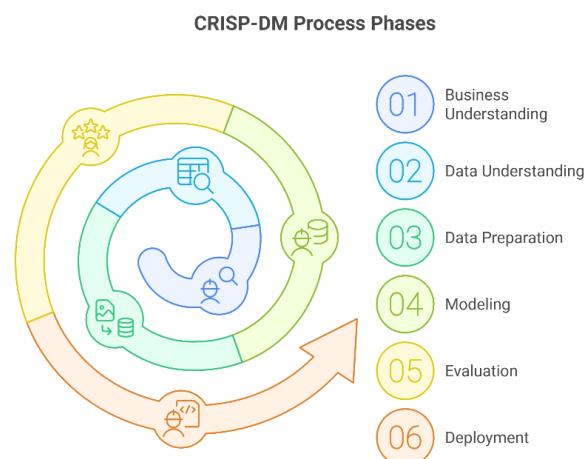 CRISP-DM Process Phases
01
Business
Understanding
02
Data Understanding
03
Data Preparation
04
Modeling
05
Evaluation
06
Deployment